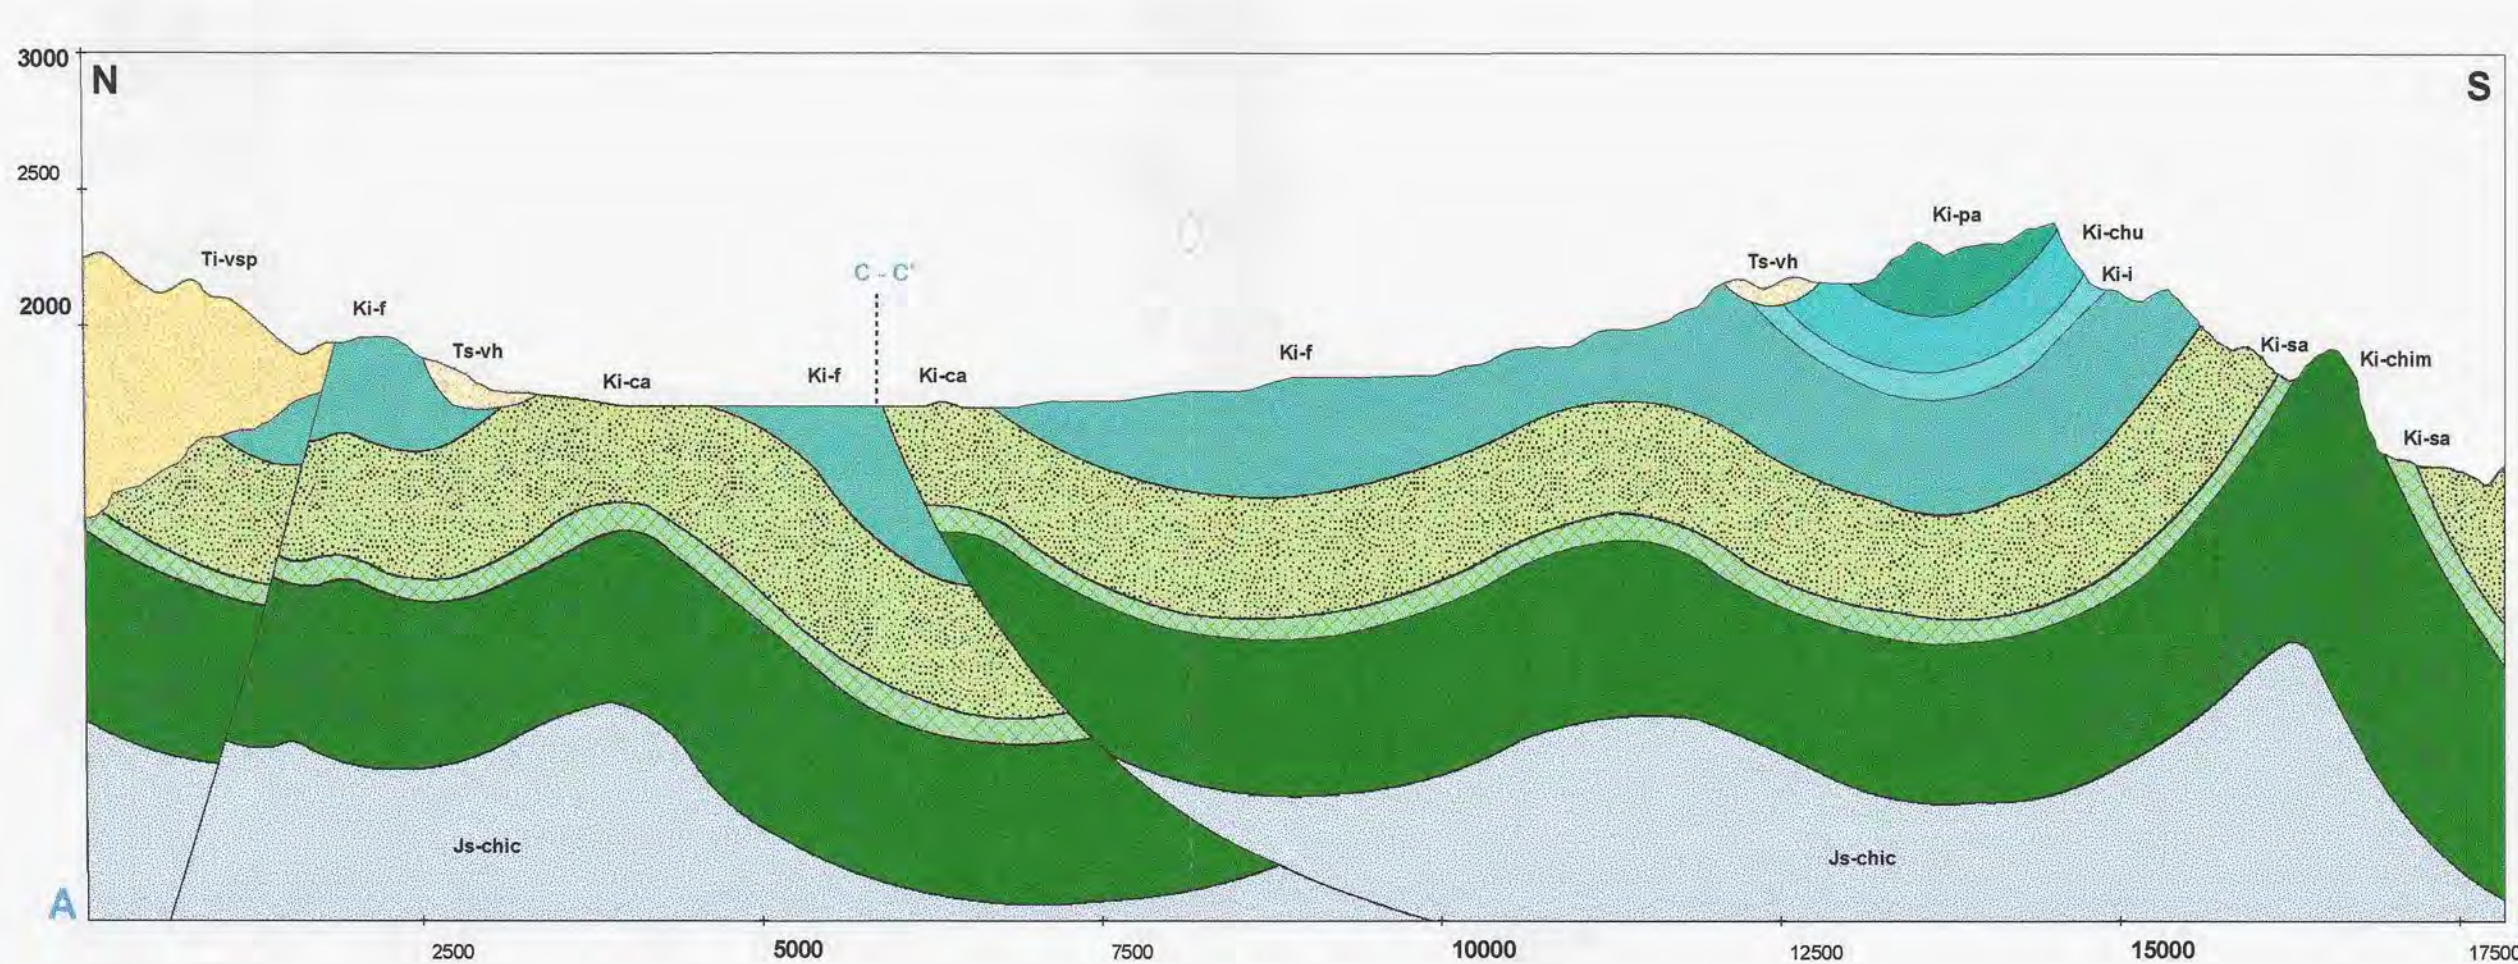 3000
N
S
2500
Ki-pa
Ki-chu
Ti-vsp
Ts-vh
C - C'
Ki-i
2000
Ki-f
Ts-vh
Ki-sa
Ki-f
Ki-chim
Ki-ca
Ki-f
Ki-ca
Ki-sa
Js-chic
Js-chic
A
2500
5000
7500
10000
12500
15000
17500